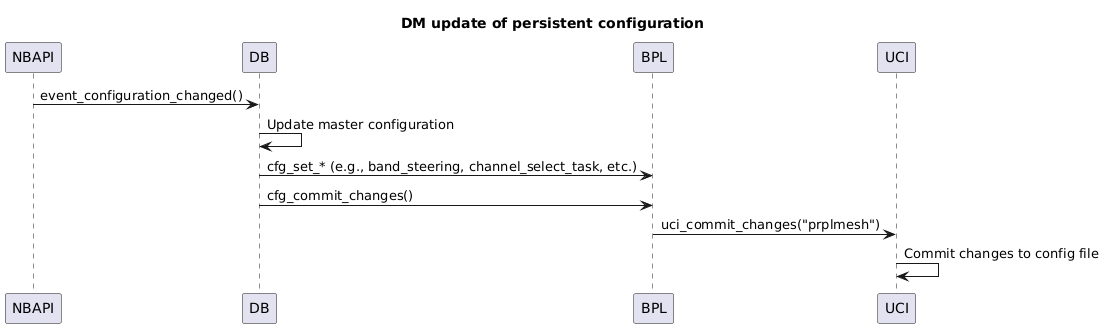 DM update of persistent configuration
NBAPI DB BPL UCI
event_configuration_changed()
Update master configuration
cfg_set_* (e.g., band_steering, channel_select_task, etc.)
cfg_commit_changes()
uci_commit_changes("prplmesh")
Commit changes to config file
NBAPI DB BPL UCI